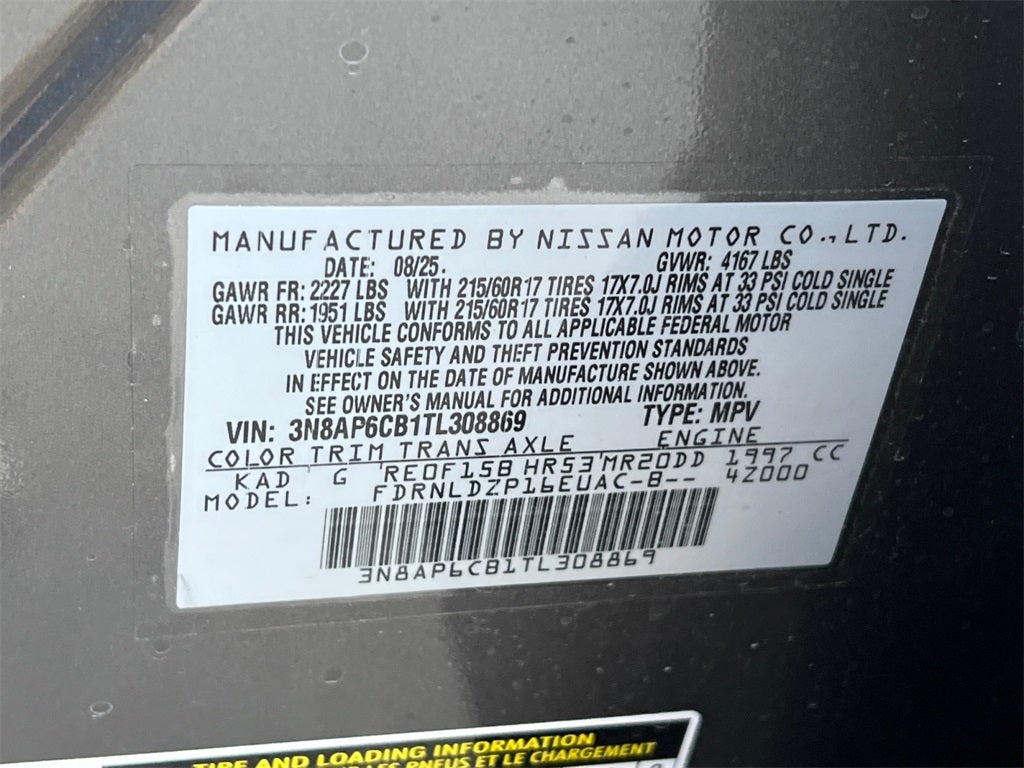 MANUFACTURED BY NISSAN MOTOR CO., LTD.
DATE: 08/25. GVWR: 4167 LBS
GAWR FR: 2227 LBS WITH 215/60R17 TIRES 17X7.0J RIMS AT 33 PSI COLD SINGLE
GAWR RR: 1951 LBS WITH 215/60R17 TIRES 17X7.0J RIMS AT 33 PSI COLD SINGLE
THIS VEHICLE CONFORMS TO ALL APPLICABLE FEDERAL MOTOR
VEHICLE SAFETY AND THEFT PREVENTION STANDARDS
IN EFFECT ON THE DATE OF MANUFACTURE SHOWN ABOVE.
SEE OWNER'S MANUAL FOR ADDITIONAL INFORMATION.
VIN: 3N8AP6CB1TL308869 TYPE: MPV
COLOR TRIM TRANS AXLE ENGINE
KAD G RE0F15B HR53 MR20DD 1997 CC
MODEL: FDRNLDZP16EUAC-B-- 4Z000
3N8AP6CB1TL308869
TIRE AND LOADING INFORMATION
LES PNEUS ET LE CHARGEMENT